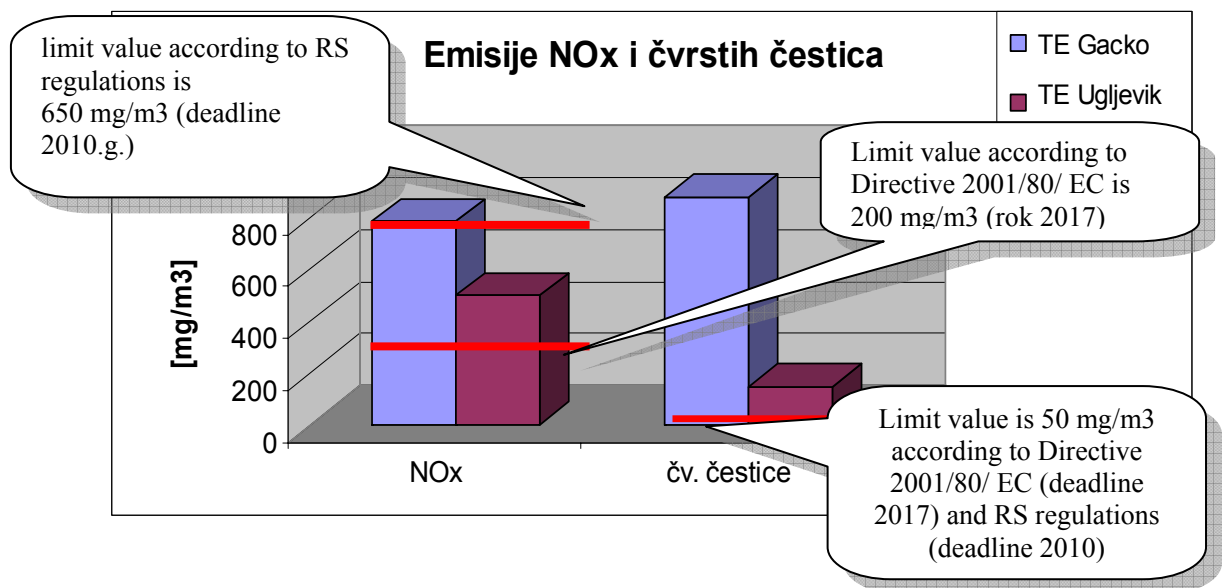 limit value according to RS
regulations is
650 mg/m3 (deadline
2010.g.)
Emisije NOx i čvrstih čestica
TE Gacko
TE Ugljevik
Limit value according to
Directive 2001/80/ EC is
200 mg/m3 (rok 2017)
[mg/m3]
800
600
400
200
0
NOx
čv. čestice
Limit value is 50 mg/m3
according to Directive
2001/80/ EC (deadline
2017) and RS regulations
(deadline 2010)